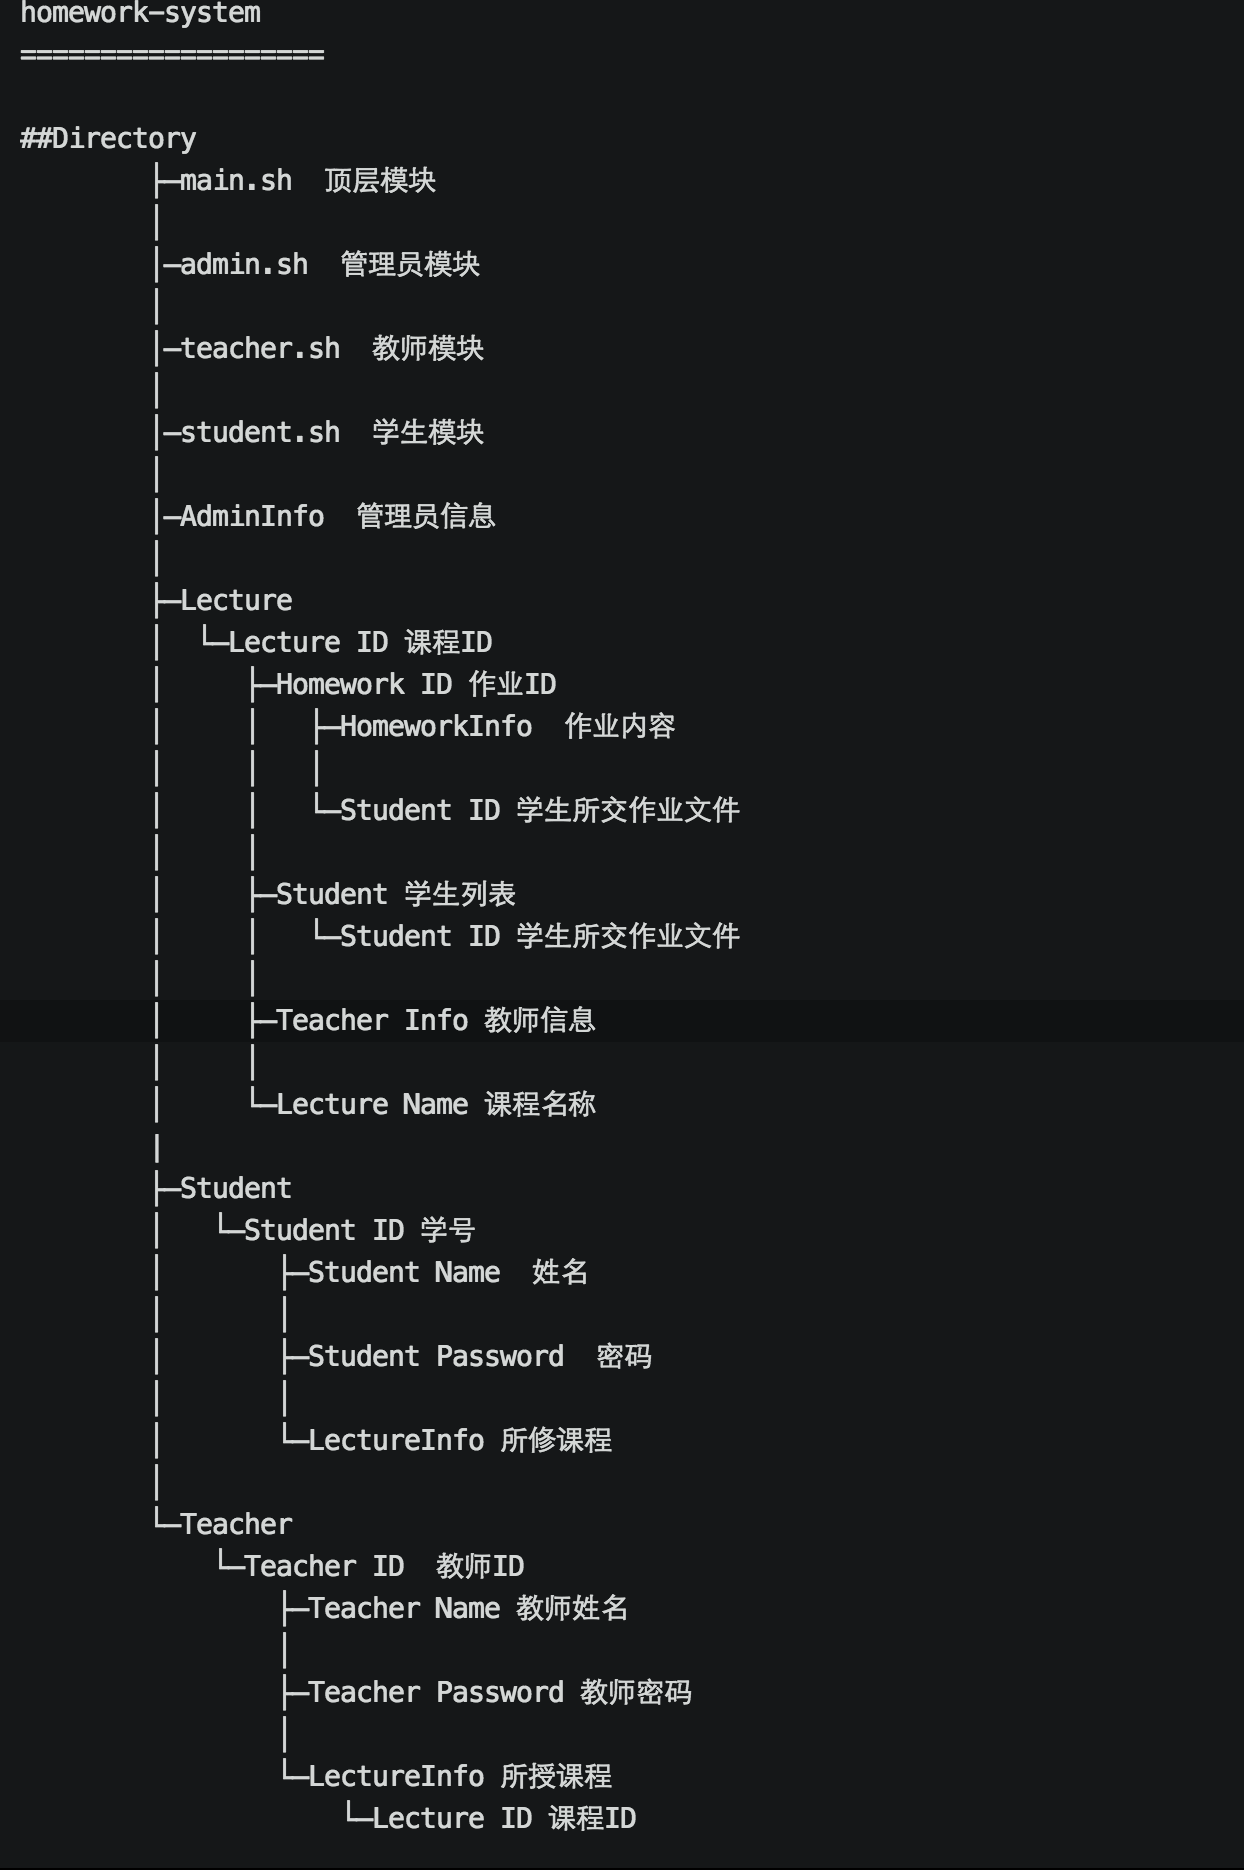 homework-system
===================

##Directory
        ├─main.sh  顶层模块
        │
        |─admin.sh  管理员模块
        │
        |─teacher.sh  教师模块
        │
        |─student.sh  学生模块
        │
        |─AdminInfo  管理员信息
        │
        ├─Lecture
        │  └─Lecture ID 课程ID
        │     ├─Homework ID 作业ID
        │     │   ├─HomeworkInfo  作业内容
        │     │   │
        │     │   └─Student ID 学生所交作业文件
        │     │
        │     ├─Student 学生列表
        │     │   └─Student ID 学生所交作业文件
        │     │
        │     ├─Teacher Info 教师信息
        │     │
        │     └─Lecture Name 课程名称
        |
        ├─Student
        │   └─Student ID 学号
        │       ├─Student Name  姓名
        │       │
        │       ├─Student Password  密码
        │       │
        │       └─LectureInfo 所修课程
        │
        └─Teacher
            └─Teacher ID  教师ID
                ├─Teacher Name 教师姓名
                │
                ├─Teacher Password 教师密码
                │
                └─LectureInfo 所授课程
                    └─Lecture ID 课程ID